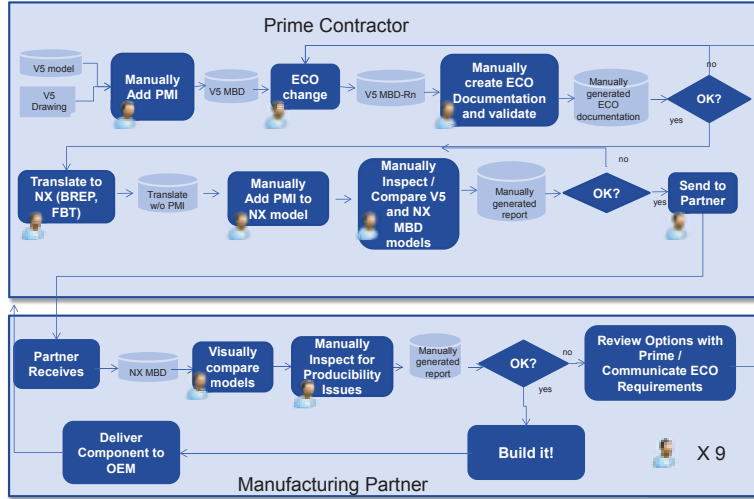 Prime Contractor
V5 model
V5
Drawing
Manually
Add PMI
V5 MBD
ECO
change
V5 MBD-Rn
Manually
create ECO
Documentation
and validate
Manually
generated
ECO
documentation
no
OK?
yes
Translate to
NX (BREP,
FBT)
Translate
w/o PMI
Manually
Add PMI to
NX model
Manually
Inspect /
Compare V5
and NX
MBD
models
Manually
generated
report
no
OK?
yes
Send to
Partner
Partner
Receives
NX MBD
Visually
compare
models
Manually
Inspect for
Producibility
Issues
Manually
generated
report
OK?
no
yes
Review Options with
Prime /
Communicate ECO
Requirements
Deliver
Component to
OEM
Build it!
X 9
Manufacturing Partner